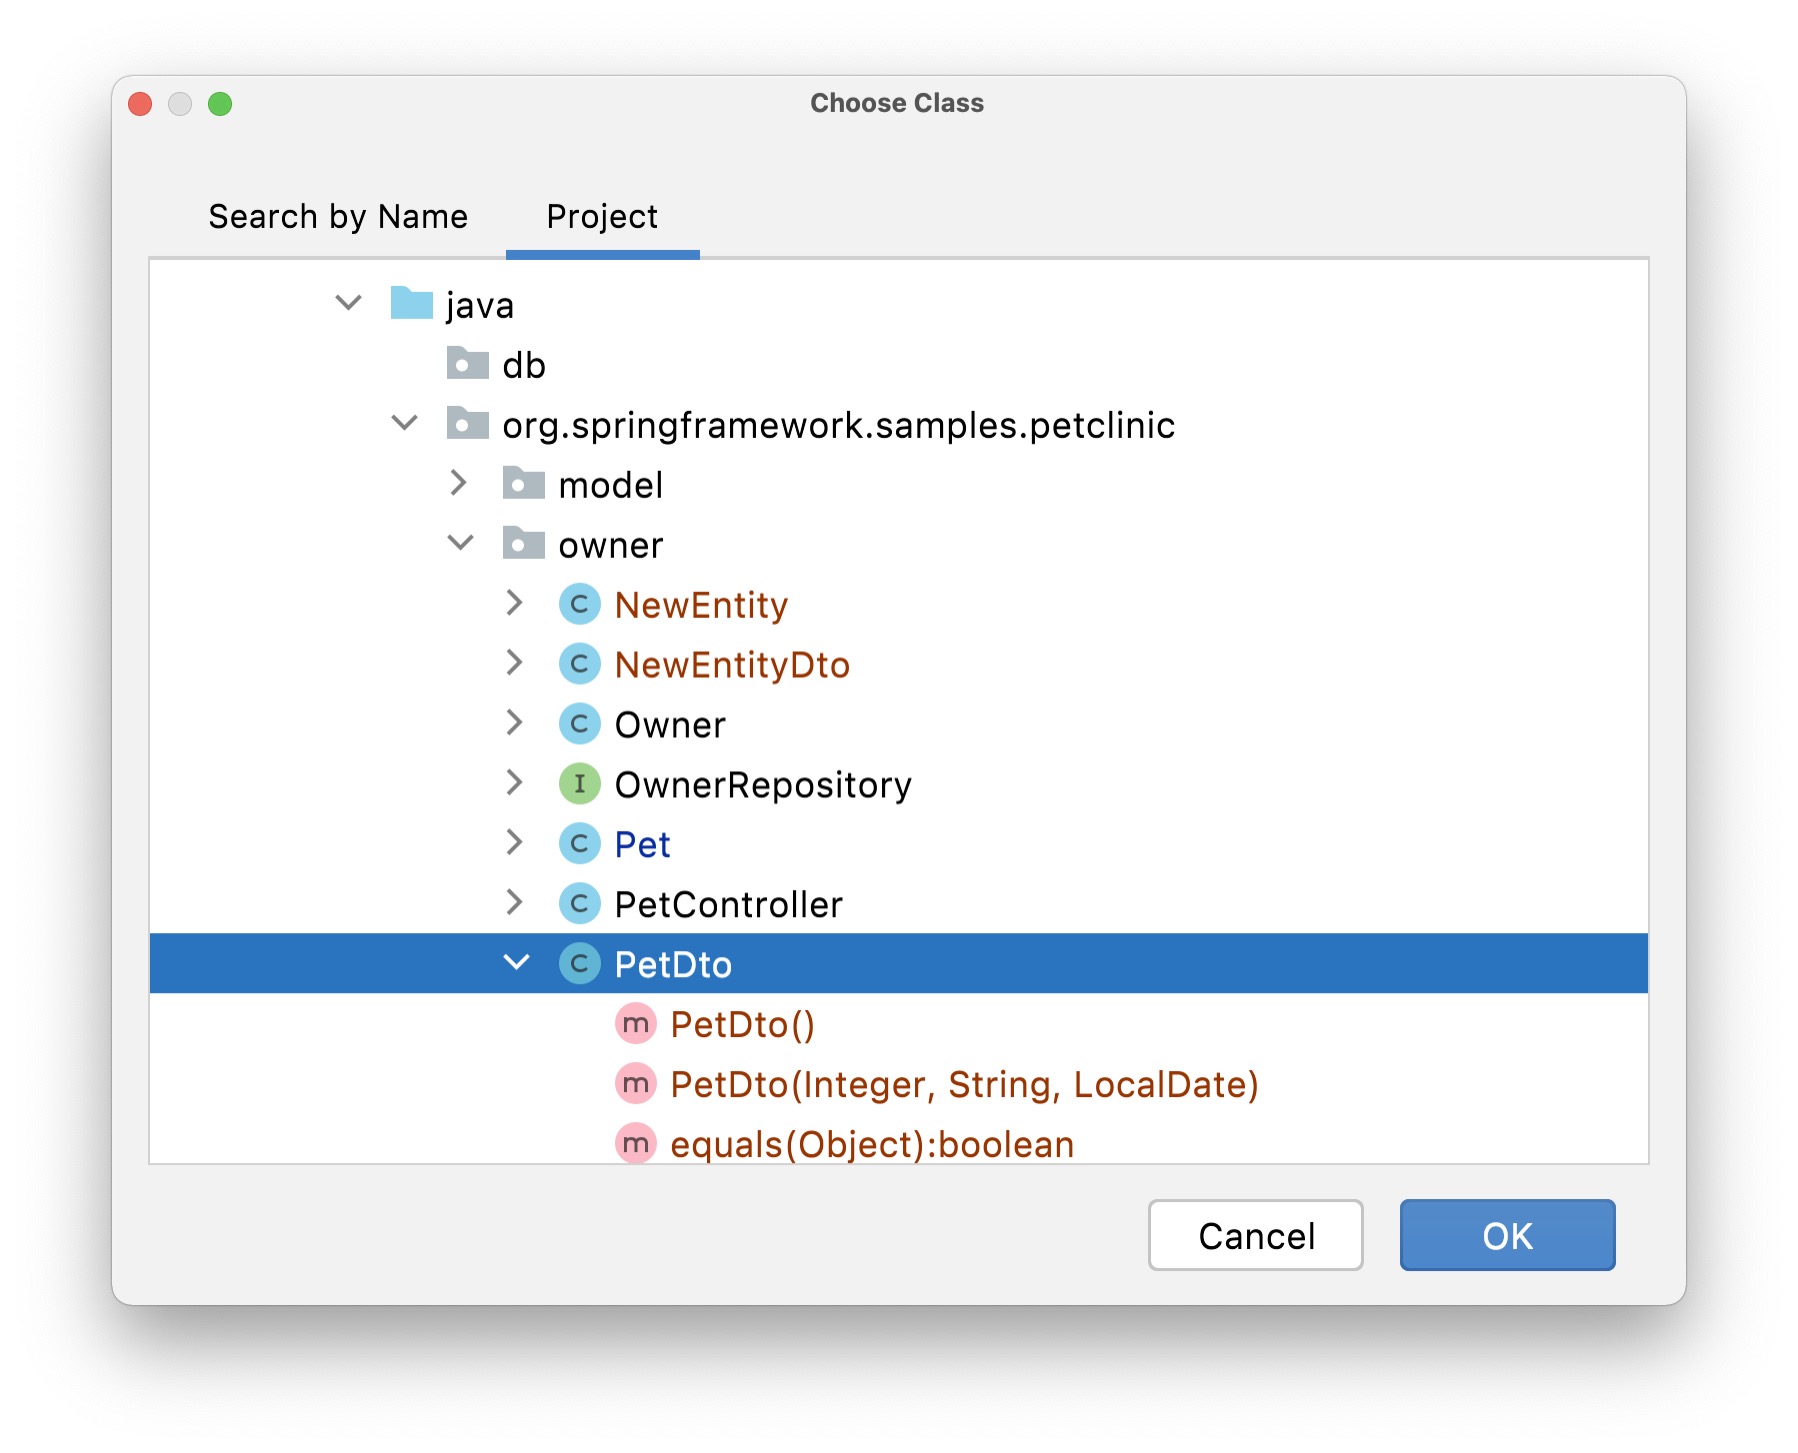 Choose Class
Search by Name Project
java
db
org.springframework.samples.petclinic
model
owner
C NewEntity
C NewEntityDto
C Owner
I OwnerRepository
C Pet
C PetController
C PetDto
m PetDto()
m PetDto(Integer, String, LocalDate)
m equals(Object):boolean
Cancel OK